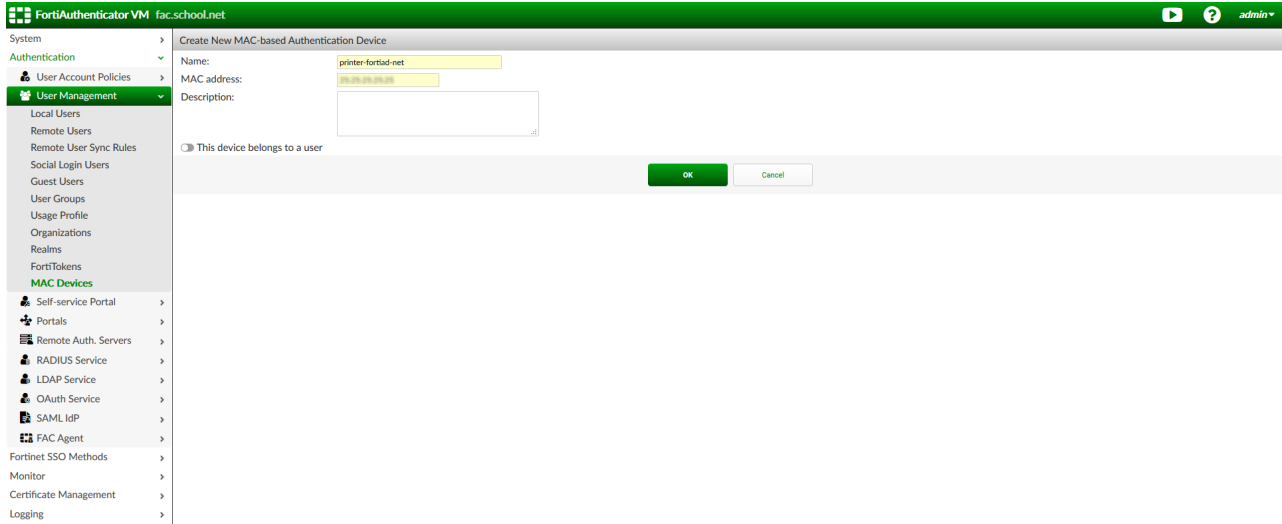 FortiAuthenticator VM fac.school.net
admin
System
Authentication
User Account Policies
User Management
Local Users
Remote Users
Remote User Sync Rules
Social Login Users
Guest Users
User Groups
Usage Profile
Organizations
Realms
FortiTokens
MAC Devices
Self-service Portal
Portals
Remote Auth. Servers
RADIUS Service
LDAP Service
OAuth Service
SAML IdP
FAC Agent
Fortinet SSO Methods
Monitor
Certificate Management
Logging
Create New MAC-based Authentication Device
Name: printer-fortiad-net
MAC address:
Description:
This device belongs to a user
OK Cancel